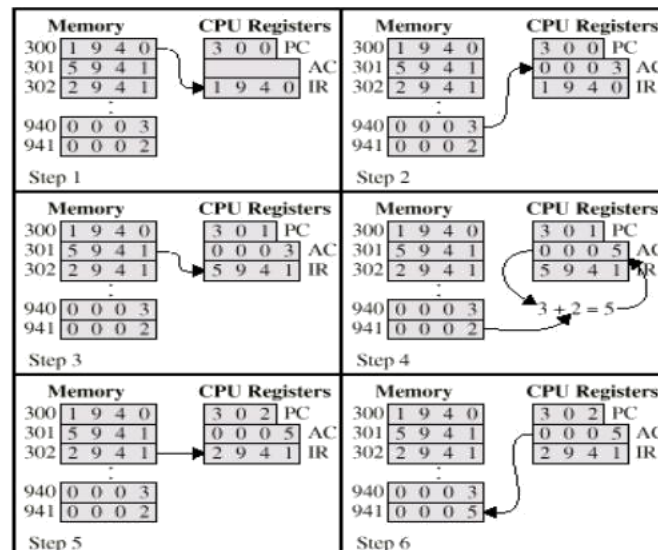 Memory CPU Registers
300 1 9 4 0 3 0 0 PC
301 5 9 4 1 AC
302 2 9 4 1 1 9 4 0 IR
940 0 0 0 3
941 0 0 0 2
Step 1
Memory CPU Registers
300 1 9 4 0 3 0 0 PC
301 5 9 4 1 0 0 0 3 AC
302 2 9 4 1 1 9 4 0 IR
940 0 0 0 3
941 0 0 0 2
Step 2
Memory CPU Registers
300 1 9 4 0 3 0 1 PC
301 5 9 4 1 0 0 0 3 AC
302 2 9 4 1 5 9 4 1 IR
940 0 0 0 3
941 0 0 0 2
Step 3
Memory CPU Registers
300 1 9 4 0 3 0 1 PC
301 5 9 4 1 0 0 0 5 AC
302 2 9 4 1 5 9 4 1 IR
940 0 0 0 3 3 + 2 = 5
941 0 0 0 2
Step 4
Memory CPU Registers
300 1 9 4 0 3 0 2 PC
301 5 9 4 1 0 0 0 5 AC
302 2 9 4 1 2 9 4 1 IR
940 0 0 0 3
941 0 0 0 2
Step 5
Memory CPU Registers
300 1 9 4 0 3 0 2 PC
301 5 9 4 1 0 0 0 5 AC
302 2 9 4 1 2 9 4 1 IR
940 0 0 0 3
941 0 0 0 5
Step 6